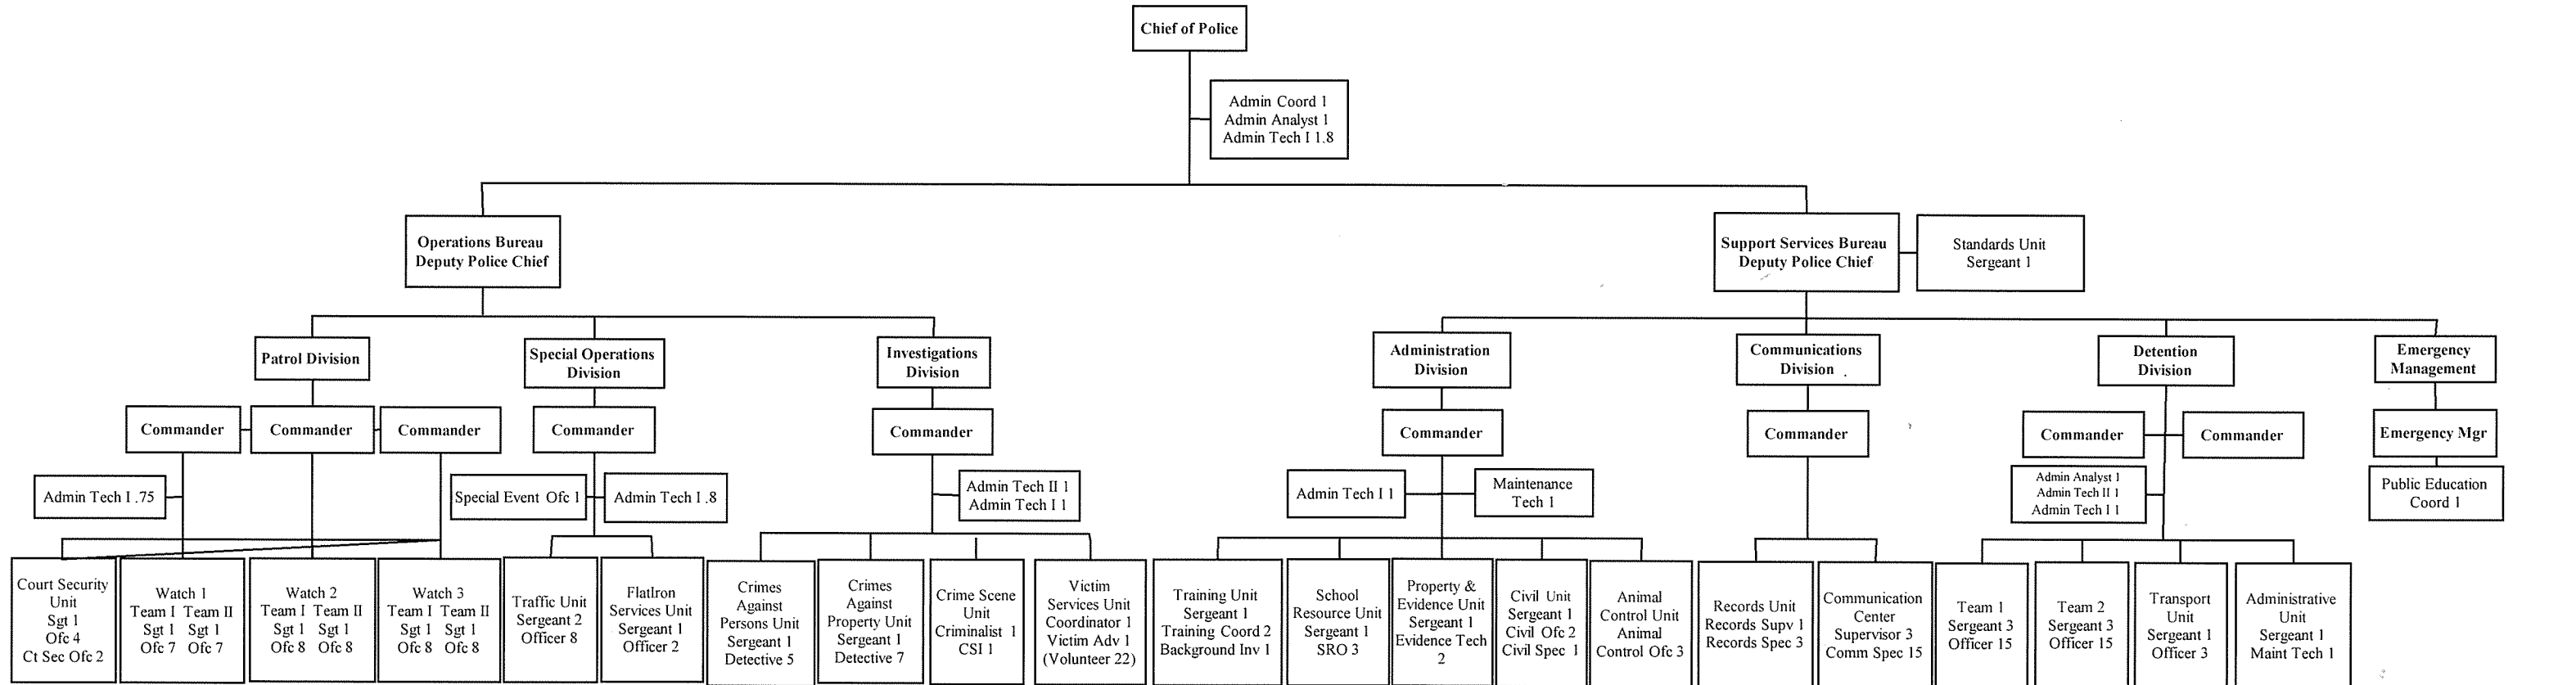 Chief of Police
Admin Coord 1
Admin Analyst 1
Admin Tech I 1.8
Operations Bureau
Deputy Police Chief
Support Services Bureau
Deputy Police Chief
Standards Unit
Sergeant 1
Patrol Division
Special Operations
Division
Investigations
Division
Administration
Division
Communications
Division
Detention
Division
Emergency
Management
Commander
Commander
Commander
Commander
Commander
Commander
Commander
Commander
Commander
Emergency Mgr
Admin Tech I .75
Special Event Ofc 1
Admin Tech I .8
Admin Tech II 1
Admin Tech I 1
Admin Tech I 1
Maintenance
Tech 1
Admin Analyst 1
Admin Tech II 1
Admin Tech I 1
Public Education
Coord 1
Court Security
Unit
Sgt 1
Ofc 4
Ct Sec Ofc 2
Watch 1
Team I Team II
Sgt 1 Sgt 1
Ofc 7 Ofc 7
Watch 2
Team I Team II
Sgt 1 Sgt 1
Ofc 8 Ofc 8
Watch 3
Team I Team II
Sgt 1 Sgt 1
Ofc 8 Ofc 8
Traffic Unit
Sergeant 2
Officer 8
FlatIron
Services Unit
Sergeant 1
Officer 2
Crimes
Against
Persons Unit
Sergeant 1
Detective 5
Crimes
Against
Property Unit
Sergeant 1
Detective 7
Crime Scene
Unit
Criminalist 1
CSI 1
Victim
Services Unit
Coordinator 1
Victim Adv 1
(Volunteer 22)
Training Unit
Sergeant 1
Training Coord 2
Background Inv 1
School
Resource Unit
Sergeant 1
SRO 3
Property &
Evidence Unit
Sergeant 1
Evidence Tech
2
Civil Unit
Sergeant 1
Civil Ofc 2
Civil Spec 1
Animal
Control Unit
Animal
Control Ofc 3
Records Unit
Records Supv 1
Records Spec 3
Communication
Center
Supervisor 3
Comm Spec 15
Team 1
Sergeant 3
Officer 15
Team 2
Sergeant 3
Officer 15
Transport
Unit
Sergeant 1
Officer 3
Administrative
Unit
Sergeant 1
Maint Tech 1